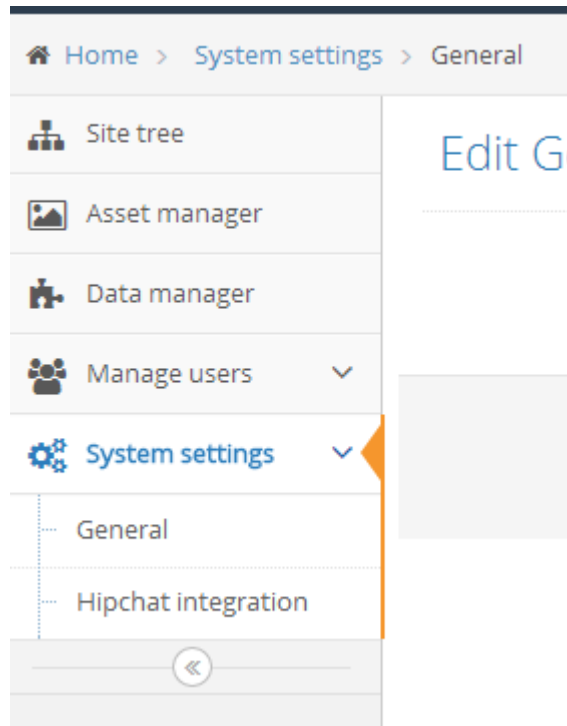 Home > System settings > General
Site tree
Edit G
Asset manager
Data manager
Manage users
System settings
General
Hipchat integration